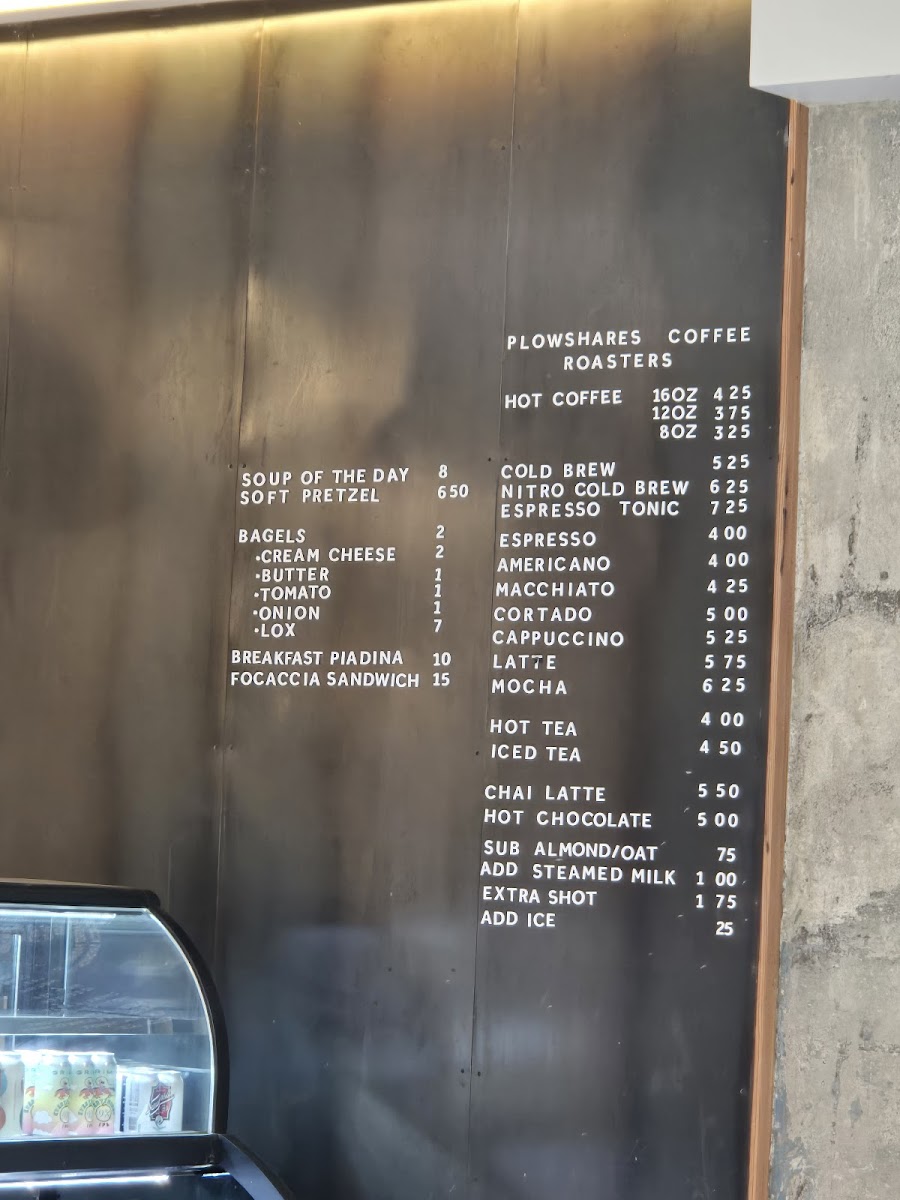 SOUP OF THE DAY 8
SOFT PRETZEL 6 50
BAGELS 2
•CREAM CHEESE 2
•BUTTER 1
•TOMATO 1
•ONION 1
•LOX 7
BREAKFAST PIADINA 10
FOCACCIA SANDWICH 15
PLOWSHARES COFFEE
ROASTERS
HOT COFFEE 16OZ 4 25
12OZ 3 75
8OZ 3 25
COLD BREW 5 25
NITRO COLD BREW 6 25
ESPRESSO TONIC 7 25
ESPRESSO 4 00
AMERICANO 4 00
MACCHIATO 4 25
CORTADO 5 00
CAPPUCCINO 5 25
LATTE 5 75
MOCHA 6 25
HOT TEA 4 00
ICED TEA 4 50
CHAI LATTE 5 50
HOT CHOCOLATE 5 00
SUB ALMOND/OAT 75
ADD STEAMED MILK 1 00
EXTRA SHOT 1 75
ADD ICE 25